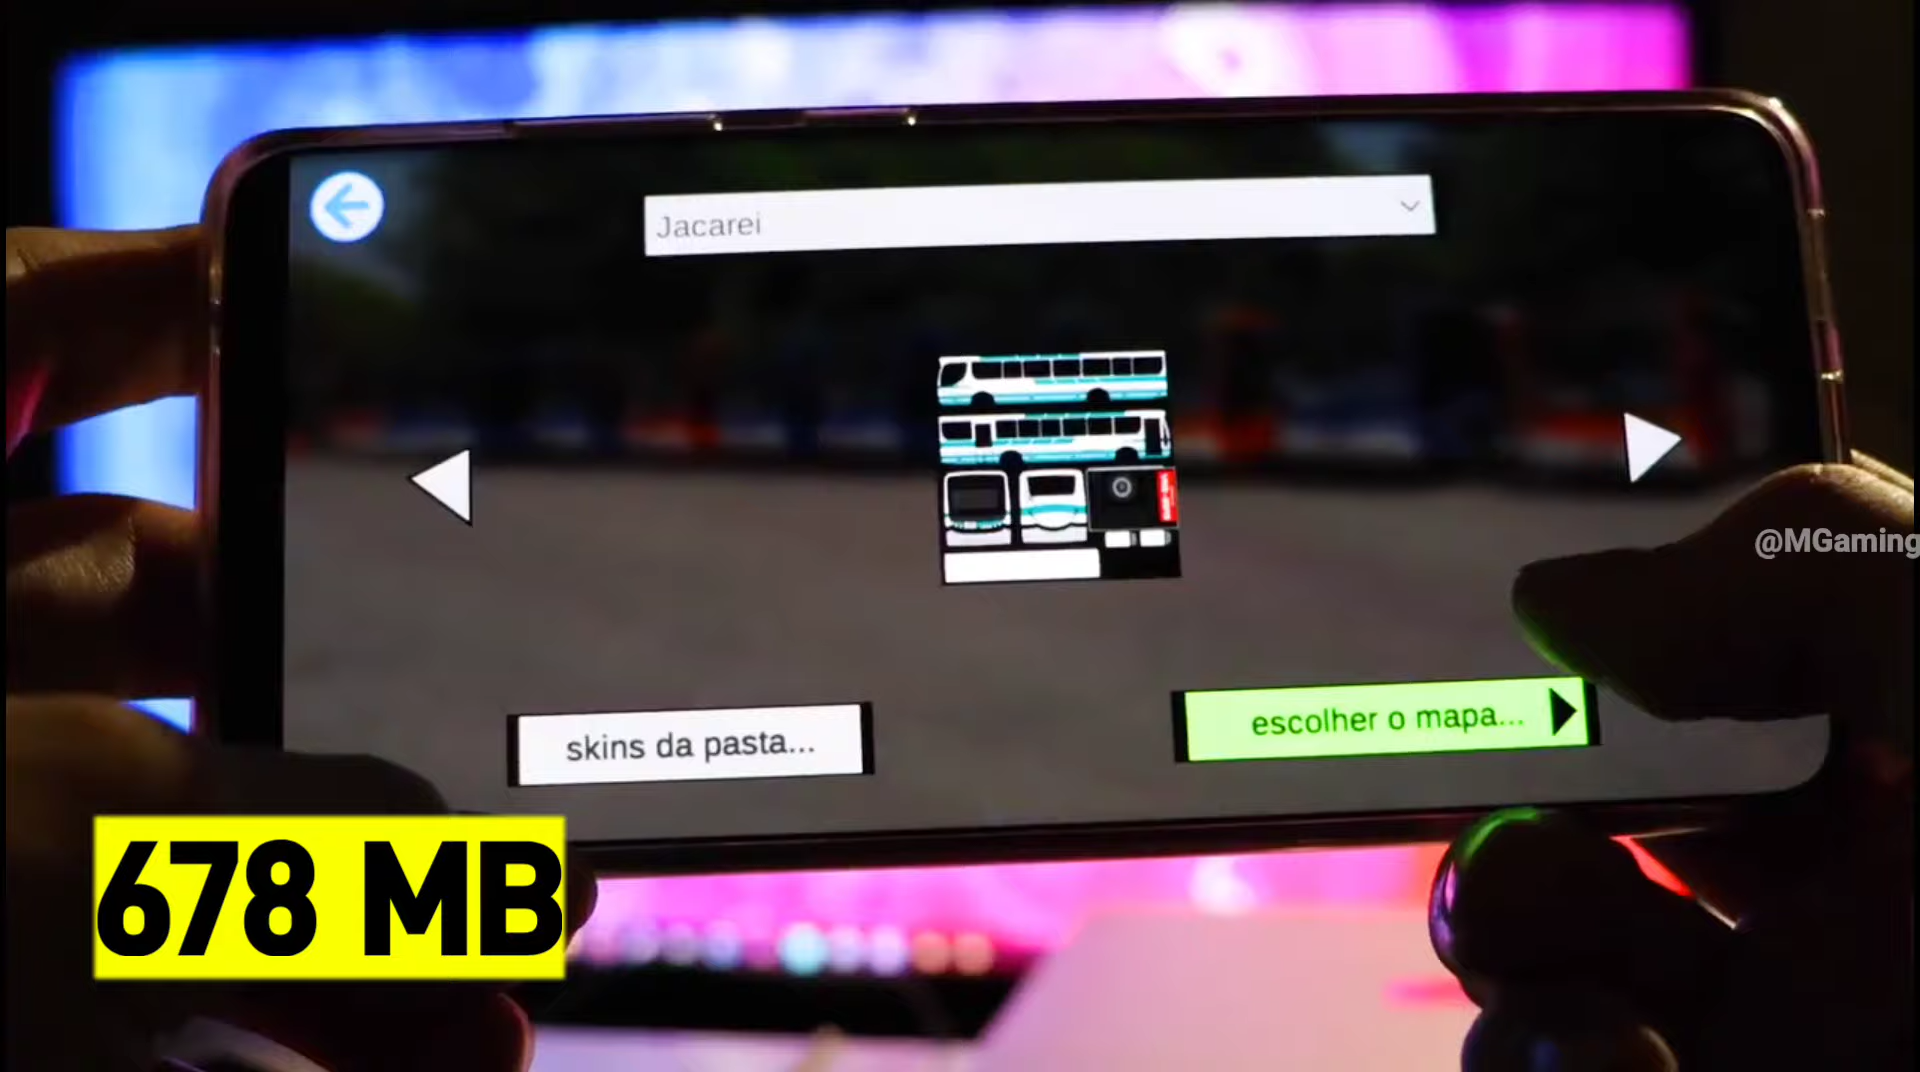 Jacarei
@MGaming
escolher o mapa...
skins da pasta...
678 MB